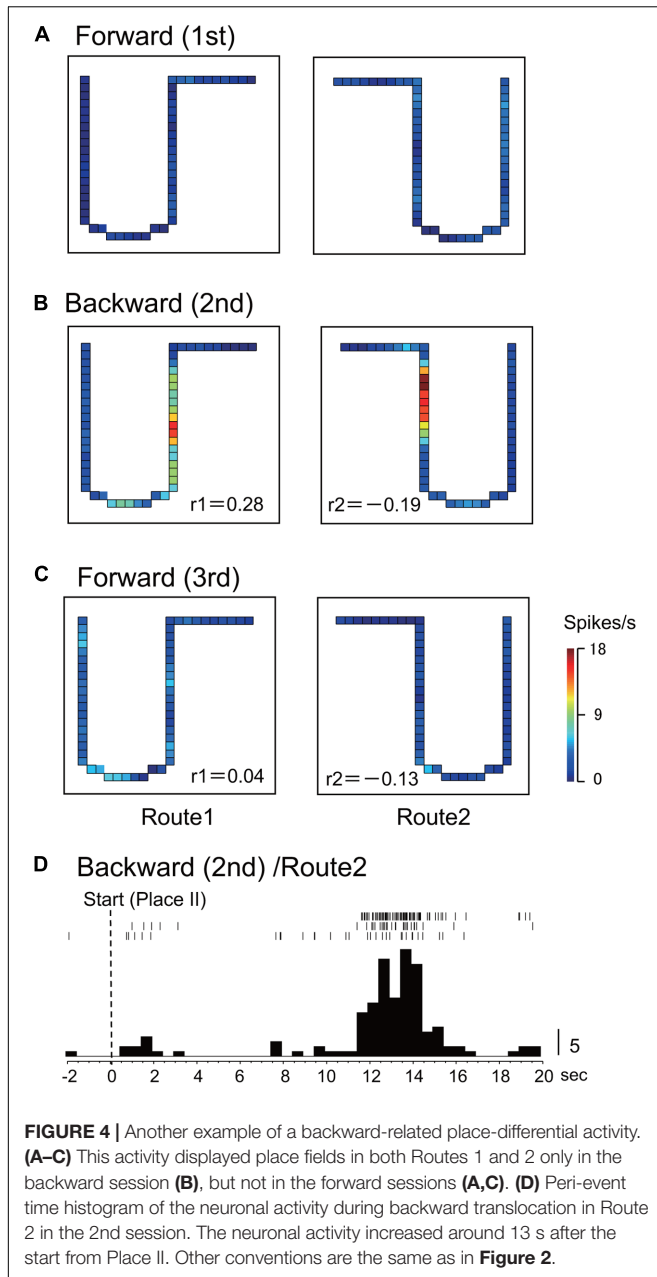 A Forward (1st)
B Backward (2nd)
r1=0.28
r2=−0.19
C Forward (3rd)
Spikes/s
18
9
0
r1=0.04
r2=−0.13
Route1
Route2
D Backward (2nd) /Route2
Start (Place II)
5
-2 0 2 4 6 8 10 12 14 16 18 20
sec
FIGURE 4 | Another example of a backward-related place-differential activity.
(A–C) This activity displayed place fields in both Routes 1 and 2 only in the
backward session (B), but not in the forward sessions (A,C). (D) Peri-event
time histogram of the neuronal activity during backward translocation in Route
2 in the 2nd session. The neuronal activity increased around 13 s after the
start from Place II. Other conventions are the same as in Figure 2.